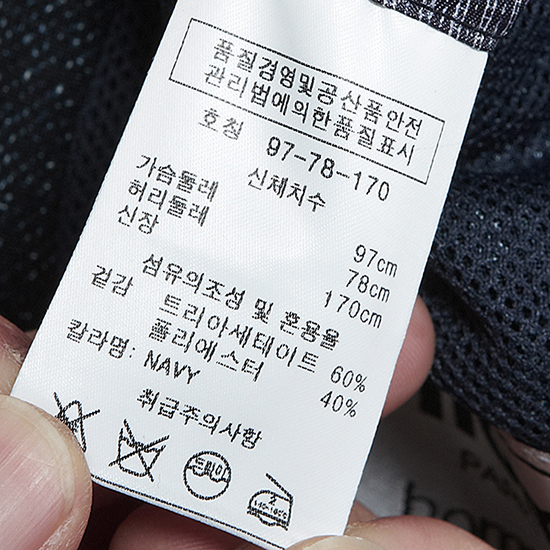 품질경영및공산품안전
관리법에의한품질표시
호칭 97-78-170
신체치수
가슴둘레 97cm
허리둘레 78cm
신장 170cm
섬유의조성 및 혼용율
겉감 트리아세테이트 60%
폴리에스터 40%
칼라명: NAVY
취급주의사항
드라이